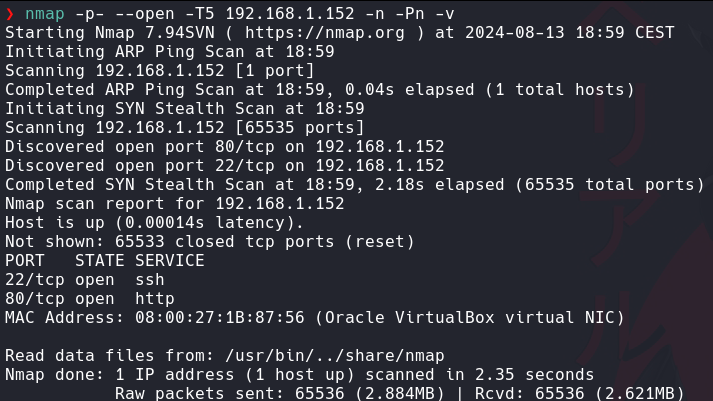 ❯ nmap -p- --open -T5 192.168.1.152 -n -Pn -v
Starting Nmap 7.94SVN ( https://nmap.org ) at 2024-08-13 18:59 CEST
Initiating ARP Ping Scan at 18:59
Scanning 192.168.1.152 [1 port]
Completed ARP Ping Scan at 18:59, 0.04s elapsed (1 total hosts)
Initiating SYN Stealth Scan at 18:59
Scanning 192.168.1.152 [65535 ports]
Discovered open port 80/tcp on 192.168.1.152
Discovered open port 22/tcp on 192.168.1.152
Completed SYN Stealth Scan at 18:59, 2.18s elapsed (65535 total ports)
Nmap scan report for 192.168.1.152
Host is up (0.00014s latency).
Not shown: 65533 closed tcp ports (reset)
PORT   STATE SERVICE
22/tcp open  ssh
80/tcp open  http
MAC Address: 08:00:27:1B:87:56 (Oracle VirtualBox virtual NIC)

Read data files from: /usr/bin/../share/nmap
Nmap done: 1 IP address (1 host up) scanned in 2.35 seconds
           Raw packets sent: 65536 (2.884MB) | Rcvd: 65536 (2.621MB)